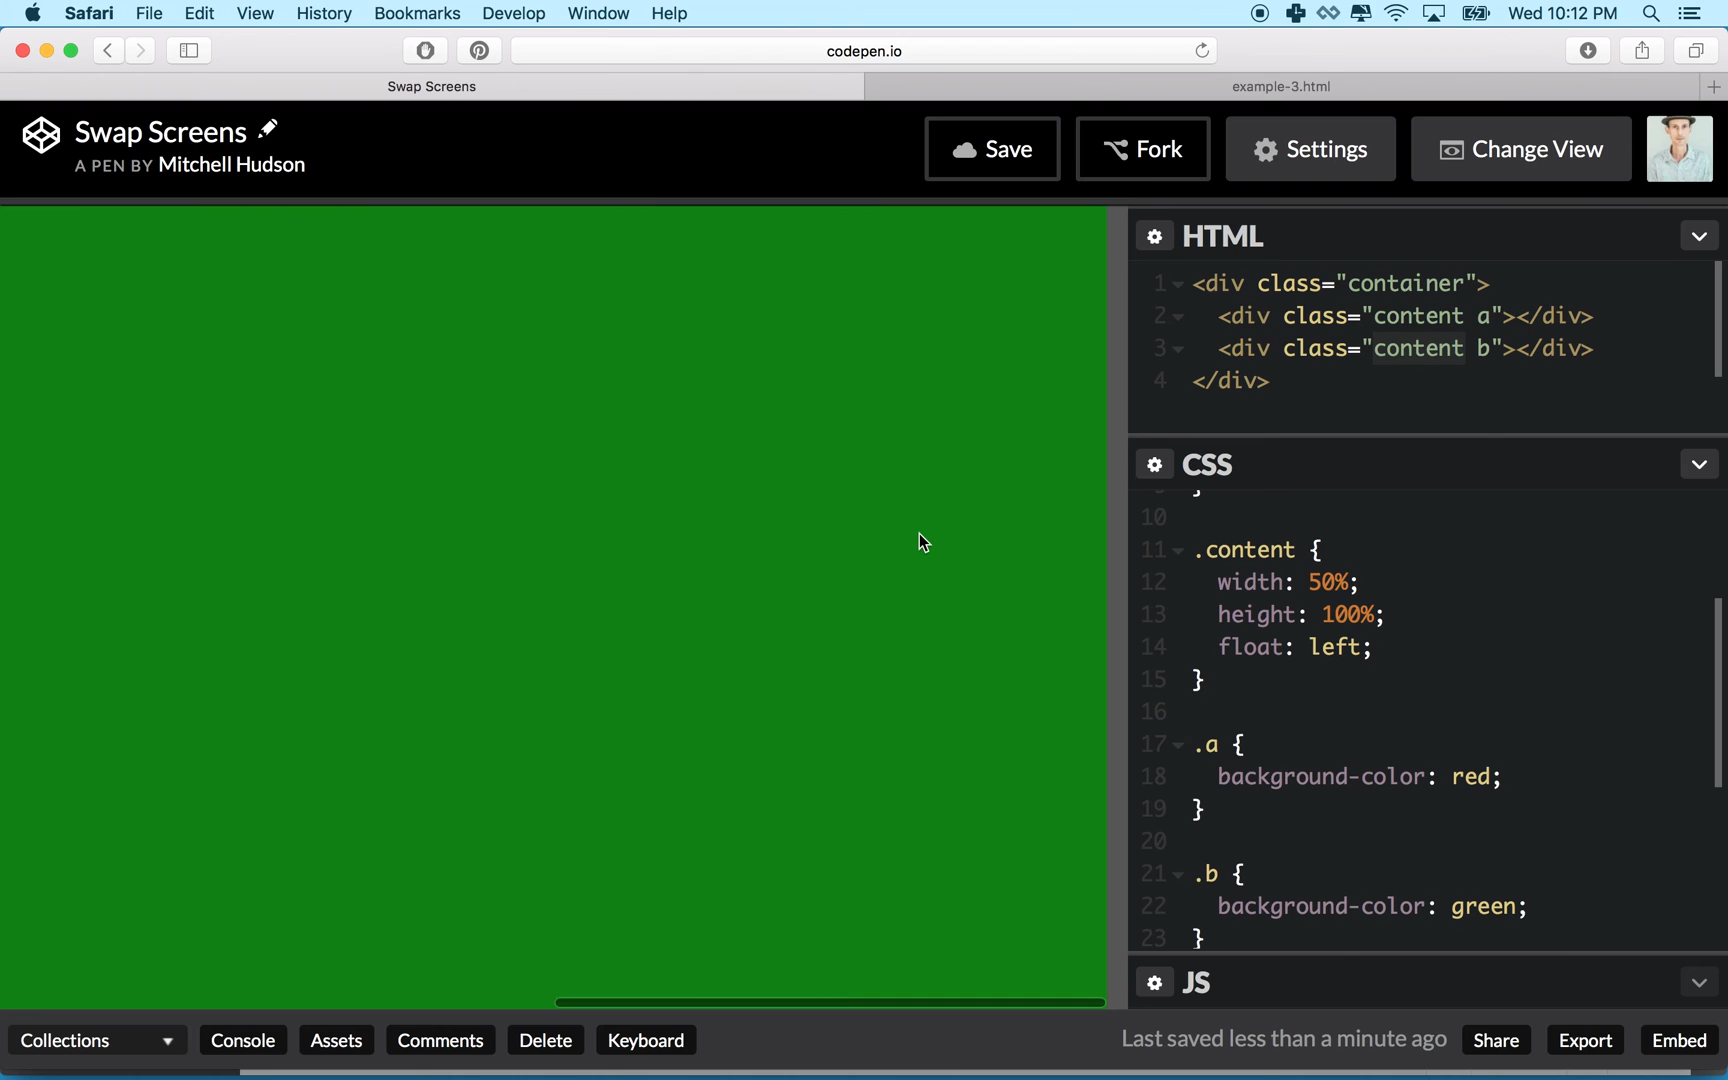 Safari File Edit View History Bookmarks Develop Window Help Wed 10:12 PM
codepen.io
Swap Screens example-3.html
Swap Screens
A PEN BY Mitchell Hudson
Save Fork Settings Change View
HTML
1 <div class="container">
2 <div class="content a"></div>
3 <div class="content b"></div>
4 </div>
CSS
9 }
10
11 .content {
12 width: 50%;
13 height: 100%;
14 float: left;
15 }
16
17 .a {
18 background-color: red;
19 }
20
21 .b {
22 background-color: green;
23 }
JS
Collections Console Assets Comments Delete Keyboard Last saved less than a minute ago Share Export Embed